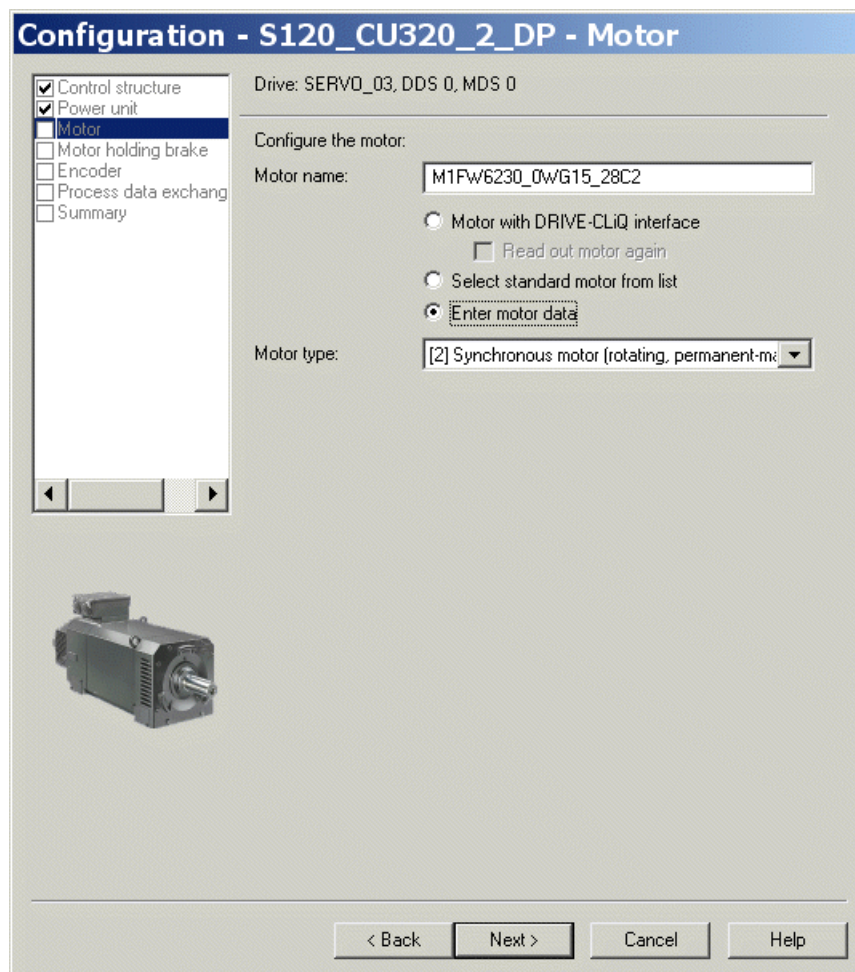 Configuration - S120_CU320_2_DP - Motor
Control structure
Power unit
Motor
Motor holding brake
Encoder
Process data exchang
Summary
Drive: SERVO_03, DDS 0, MDS 0
Configure the motor:
Motor name: M1FW6230_0WG15_28C2
Motor with DRIVE-CLiQ interface
Read out motor again
Select standard motor from list
Enter motor data
Motor type: [2] Synchronous motor (rotating, permanent-ma
< Back Next > Cancel Help